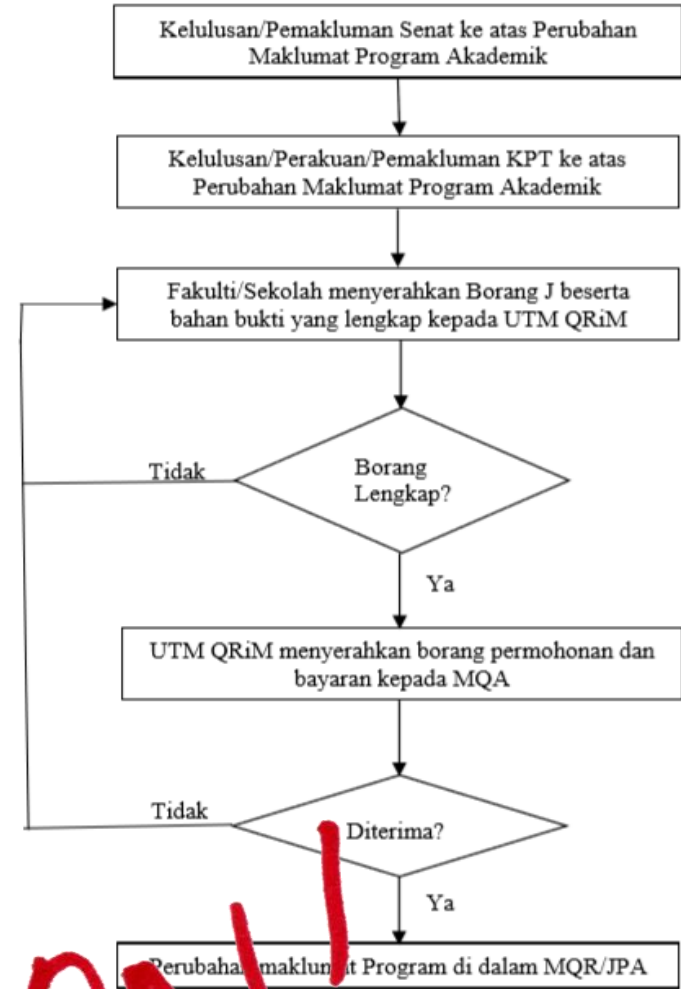 Kelulusan/Pemakluman Senat ke atas Perubahan
Maklumat Program Akademik
Kelulusan/Perakuan/Pemakluman KPT ke atas
Perubahan Maklumat Program Akademik
Fakulti/Sekolah menyerahkan Borang J beserta
bahan bukti yang lengkap kepada UTM QRiM
Borang
Lengkap?
Tidak
Ya
UTM QRiM menyerahkan borang permohonan dan
bayaran kepada MQA
Diterima?
Tidak
Ya
Perubahan maklumat Program di dalam MQR/JPA